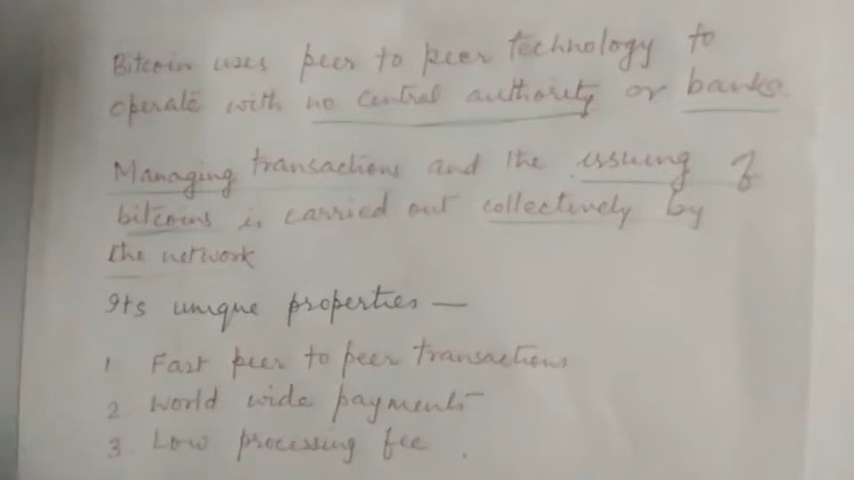 Bitcoin uses peer to peer technology to
operate with no central authority or banks.
Managing transactions and the issuing of
bitcoins is carried out collectively by
the network
Its unique properties —
1 Fast peer to peer transactions
2 World wide payments
3 Low processing fee .